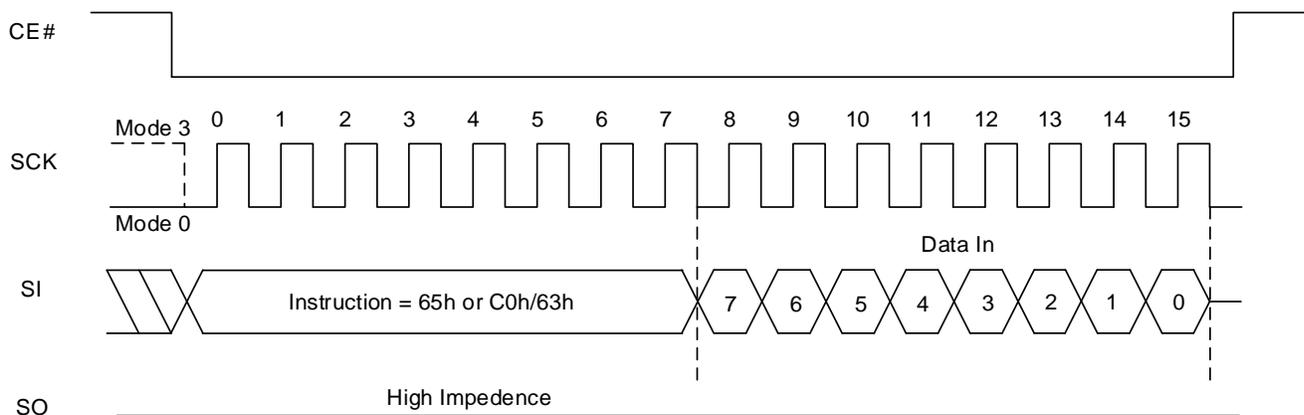 CE#
Mode 3
0 1 2 3 4 5 6 7 8 9 10 11 12 13 14 15
SCK
Mode 0
Data In
SI
Instruction = 65h or C0h/63h
7 6 5 4 3 2 1 0
High Impedence
SO